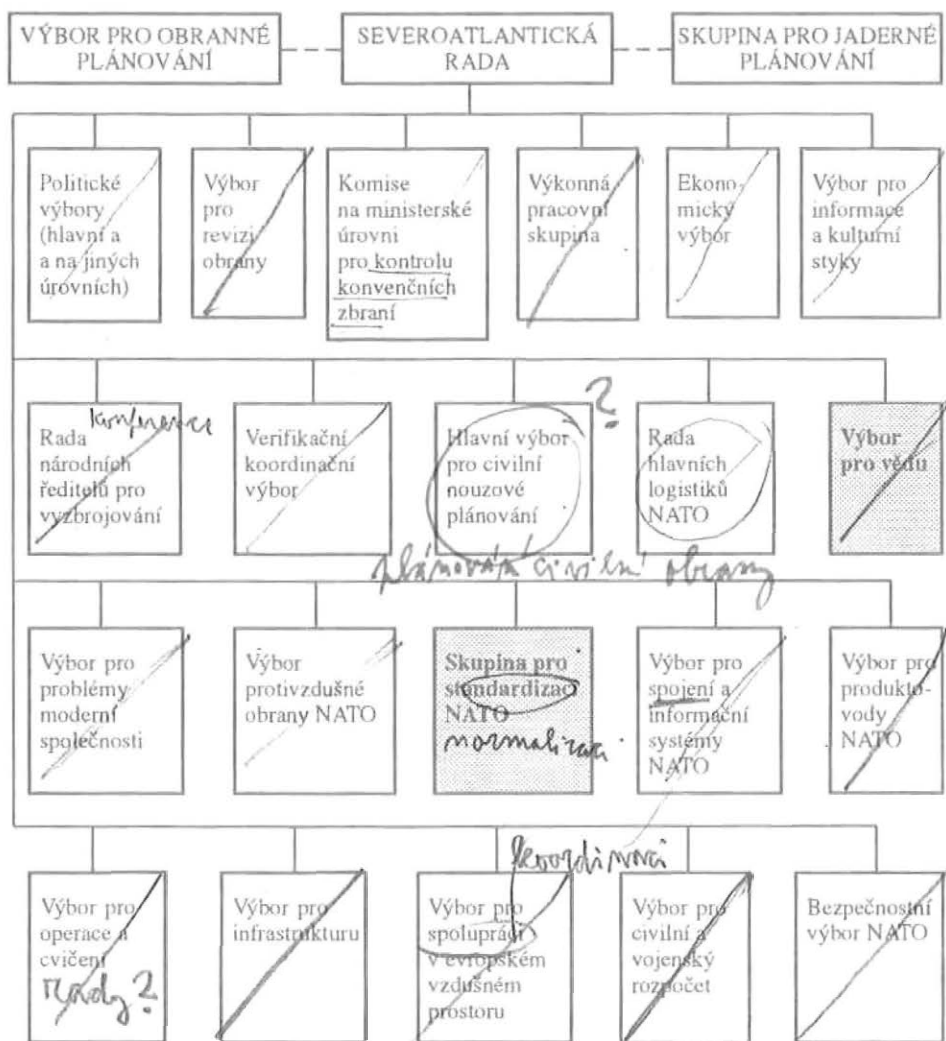 VÝBOR PRO OBRANNÉ
PLÁNOVÁNÍ
SEVEROATLANTICKÁ
RADA
SKUPINA PRO JADERNÉ
PLÁNOVÁNÍ
Politické
výbory
(hlavní a
a na jiných
úrovních)
Výbor
pro
revizi
obrany
Komise
na ministerské
úrovni
pro kontrolu
konvenčních
zbraní
Výkonná
pracovní
skupina
Ekono-
mický
výbor
Výbor pro
informace
a kulturní
styky
konference
Rada
národních
ředitelů pro
vyzbrojování
Verifikační
koordinační
výbor
?
Hlavní výbor
pro civilní
nouzové
plánování
Rada
hlavních
logistiků
NATO
Výbor
pro vědu
plánování civilní obrany
Výbor pro
problémy
moderní
společnosti
Výbor
protivzdušné
obrany NATO
Skupina pro
standardizaci
NATO
normalizaci
Výbor pro
spojení a
informační
systémy
NATO
Výbor pro
produkto-
vody
NATO
koordinaci
Výbor pro
operace a
cvičení
Rady?
Výbor pro
infrastrukturu
Výbor pro
spolupráci
v evropském
vzdušném
prostoru
Výbor pro
civilní a
vojenský
rozpočet
Bezpečnostní
výbor NATO